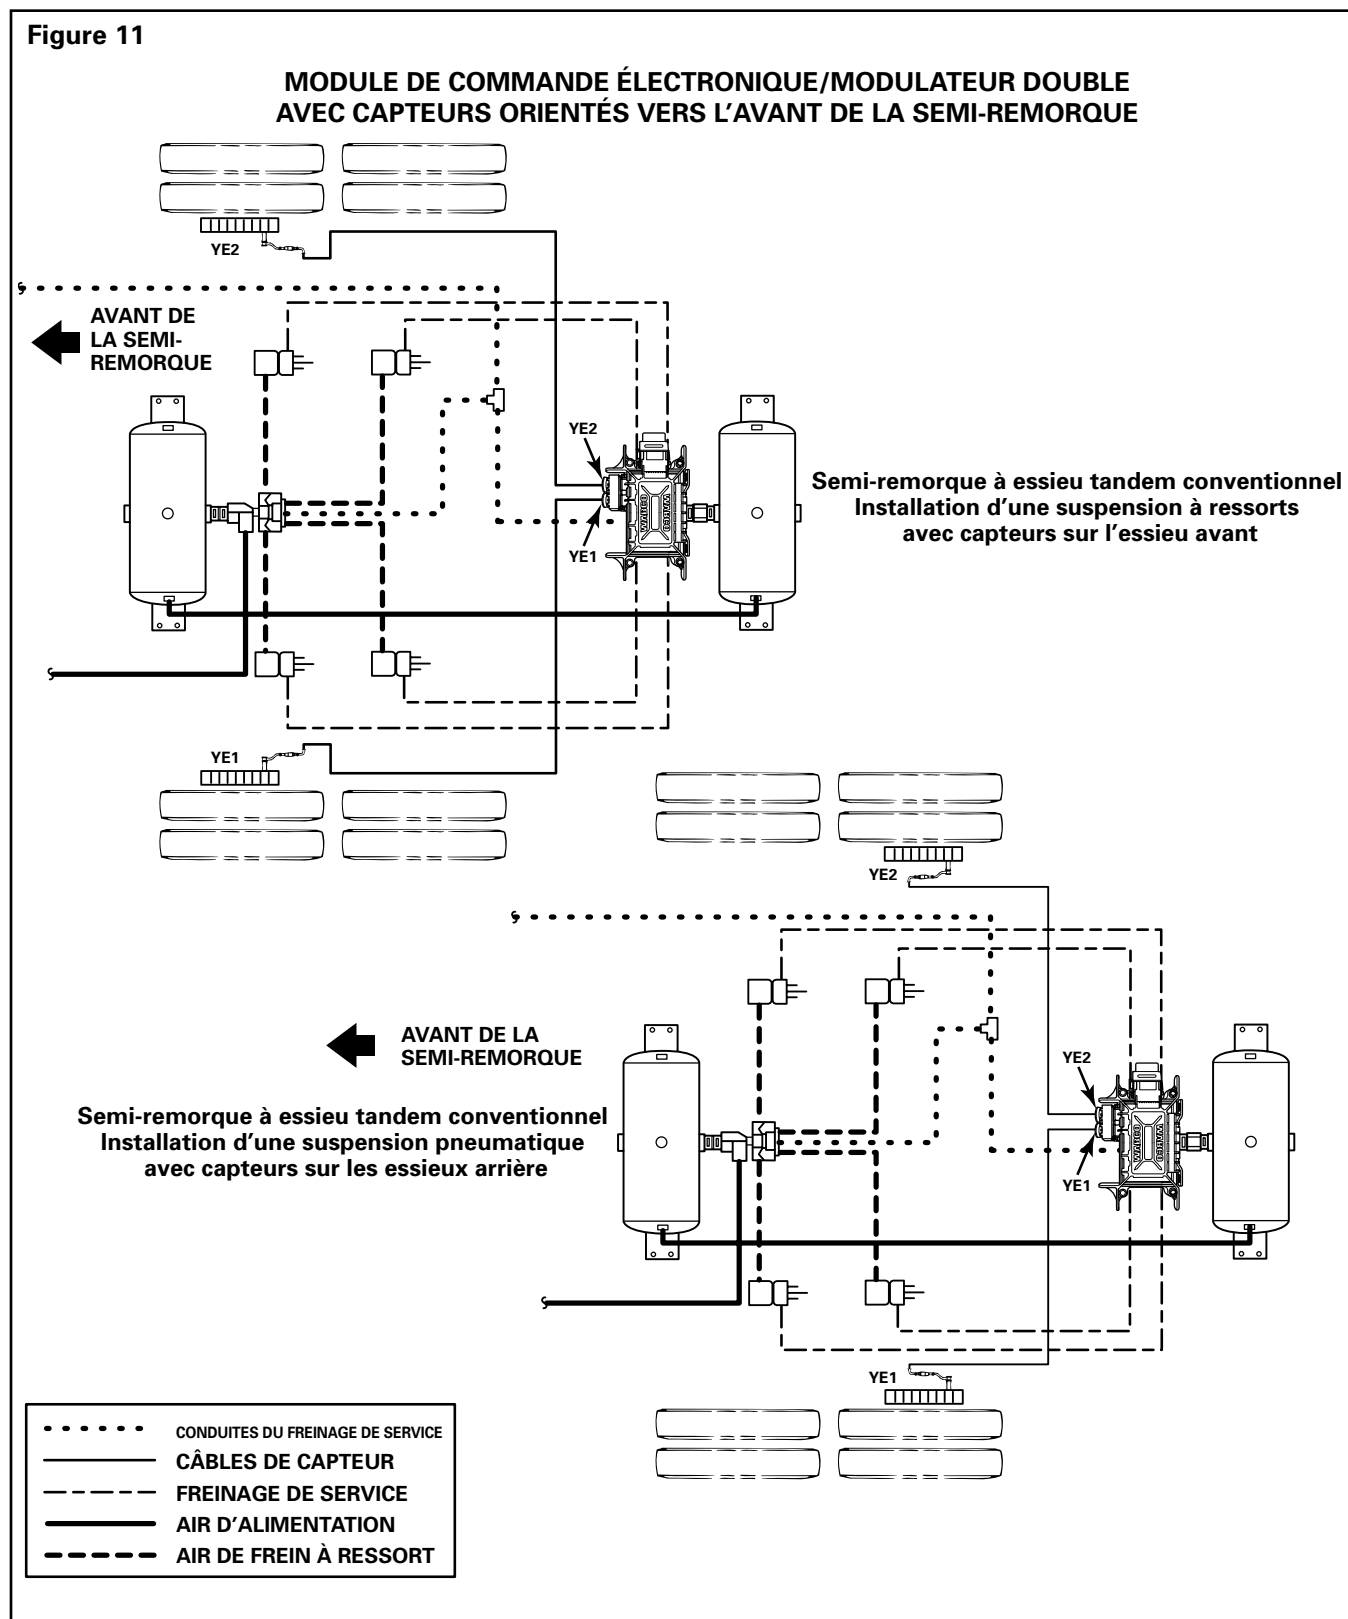 Figure 11
MODULE DE COMMANDE ÉLECTRONIQUE/MODULATEUR DOUBLE
AVEC CAPTEURS ORIENTÉS VERS L'AVANT DE LA SEMI-REMORQUE
YE2
AVANT DE
LA SEMI-
REMORQUE
YE2
WABCO
WABCO
YE1
Semi-remorque à essieu tandem conventionnel
Installation d'une suspension à ressorts
avec capteurs sur l'essieu avant
YE1
YE2
AVANT DE LA
SEMI-REMORQUE
YE2
WABCO
WABCO
YE1
Semi-remorque à essieu tandem conventionnel
Installation d'une suspension pneumatique
avec capteurs sur les essieux arrière
YE1
CONDUITES DU FREINAGE DE SERVICE
CÂBLES DE CAPTEUR
FREINAGE DE SERVICE
AIR D'ALIMENTATION
AIR DE FREIN À RESSORT